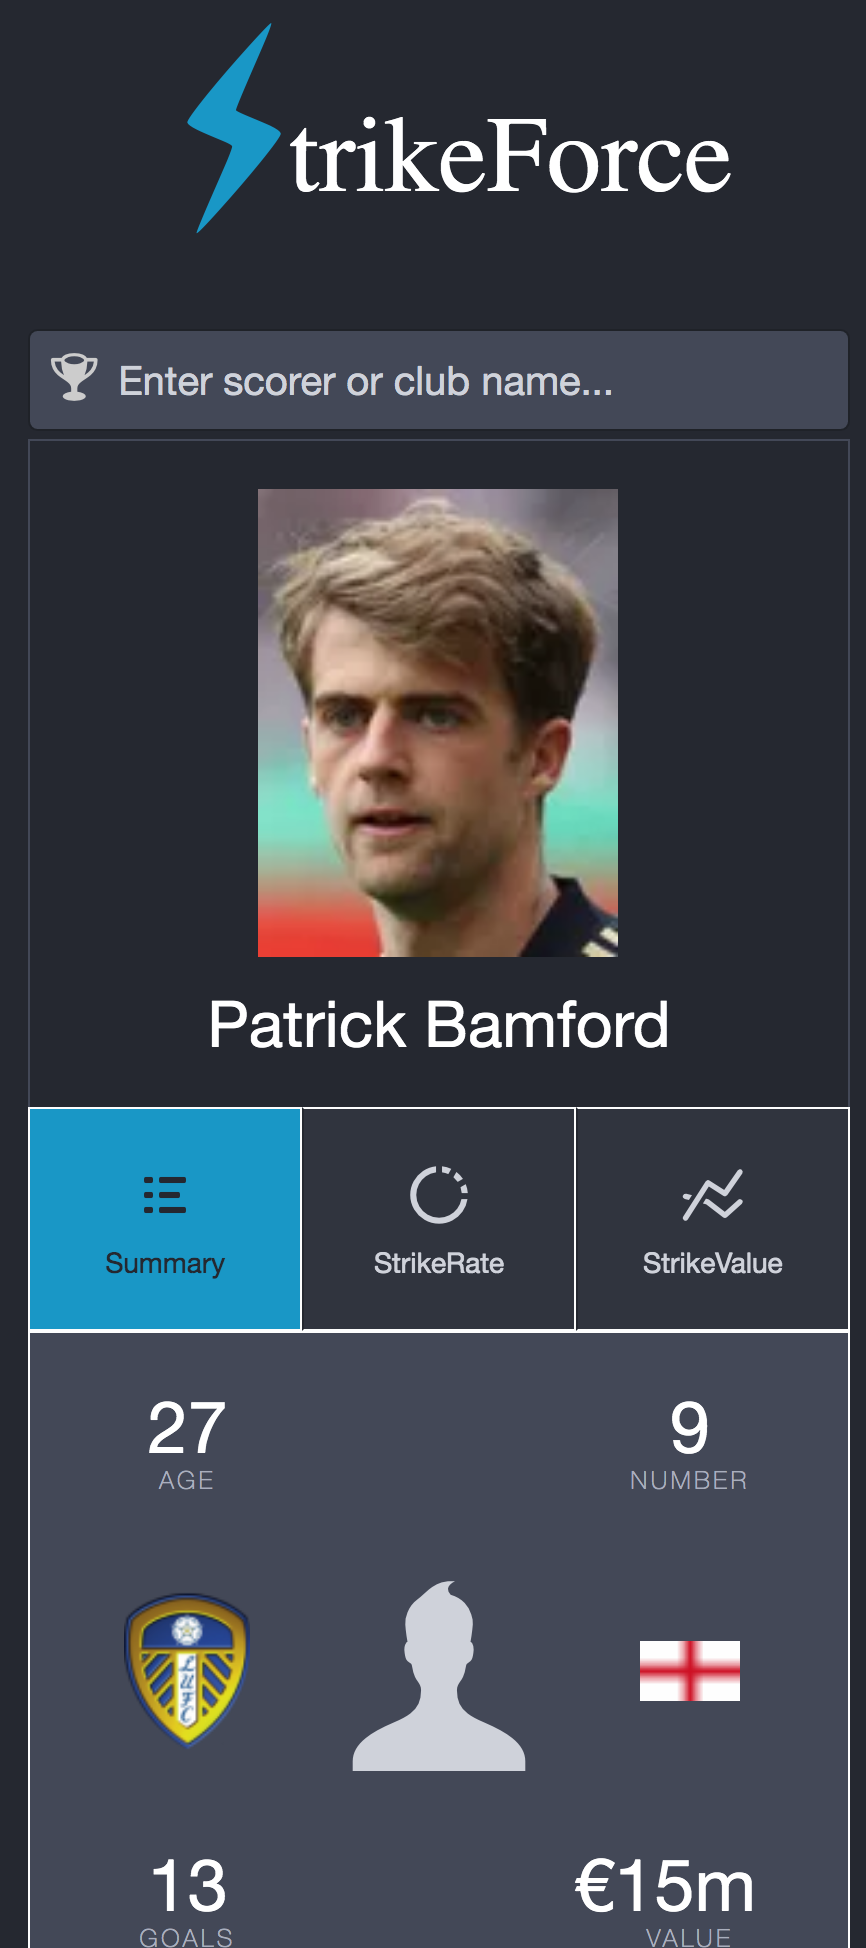 StrikeForce
Enter scorer or club name...
Patrick Bamford
Summary
StrikeRate
StrikeValue
27
9
AGE
NUMBER
LUFC
13
€15m
GOALS
VALUE